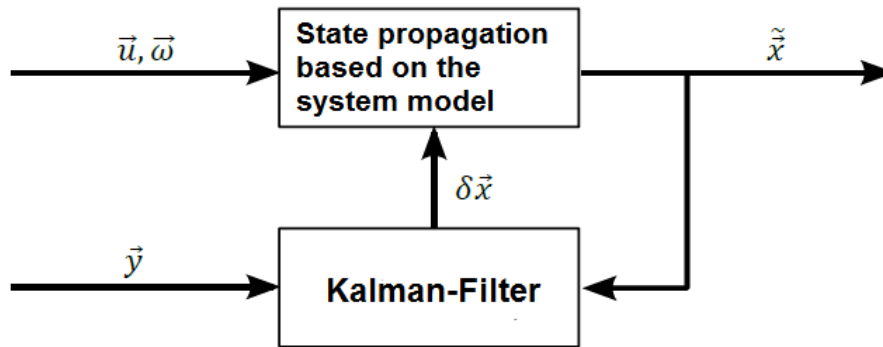 u⃗, ω⃗
State propagation
based on the
system model
x̃⃗
δx⃗
y⃗
Kalman-Filter